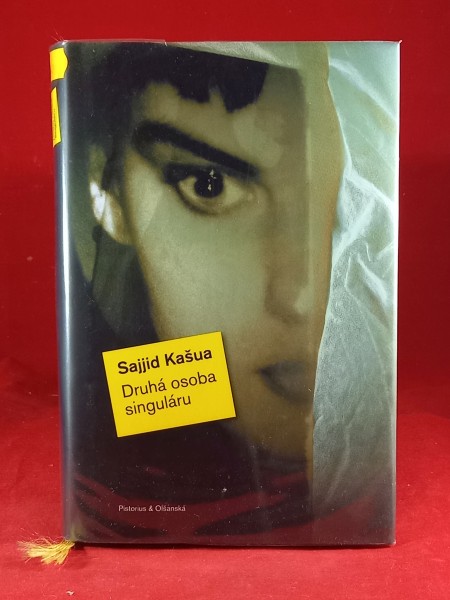 Sajjid Kašua
Druhá osoba
singuláru
Pistorius & Olšanská